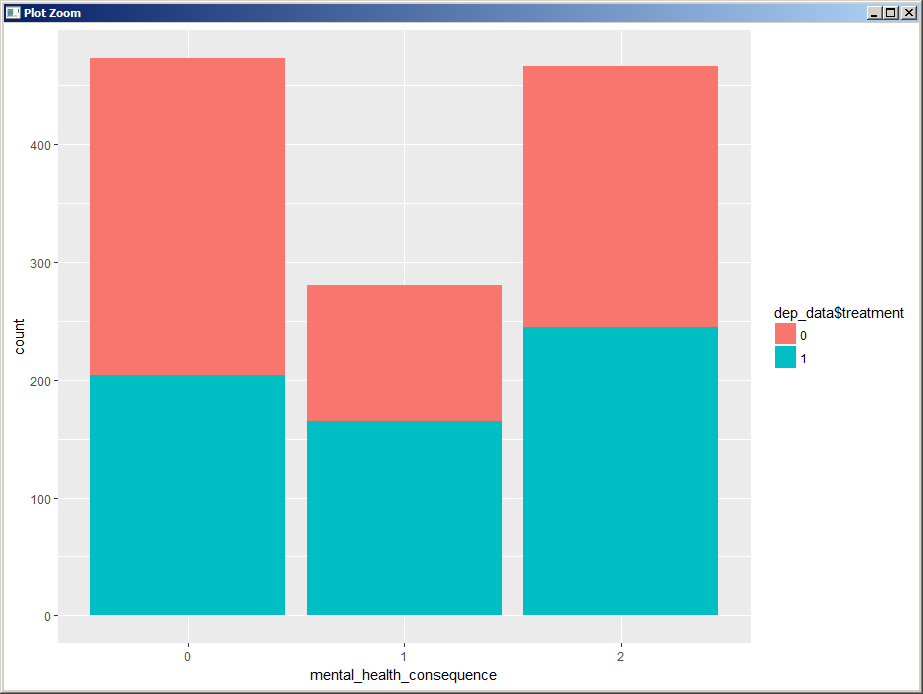 Plot Zoom
count
400
300
200
100
0
0 1 2
mental_health_consequence
dep_data$treatment
0
1